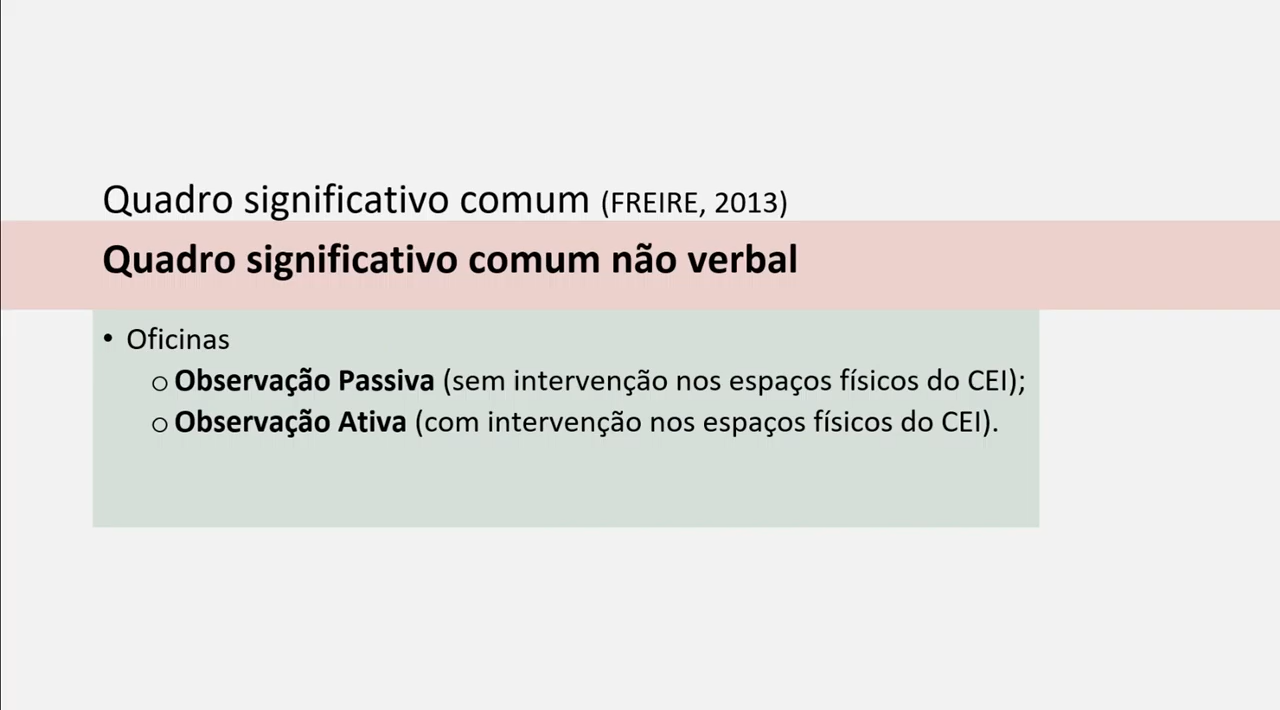 Quadro significativo comum (FREIRE, 2013)
Quadro significativo comum não verbal
• Oficinas
○ Observação Passiva (sem intervenção nos espaços físicos do CEI);
○ Observação Ativa (com intervenção nos espaços físicos do CEI).